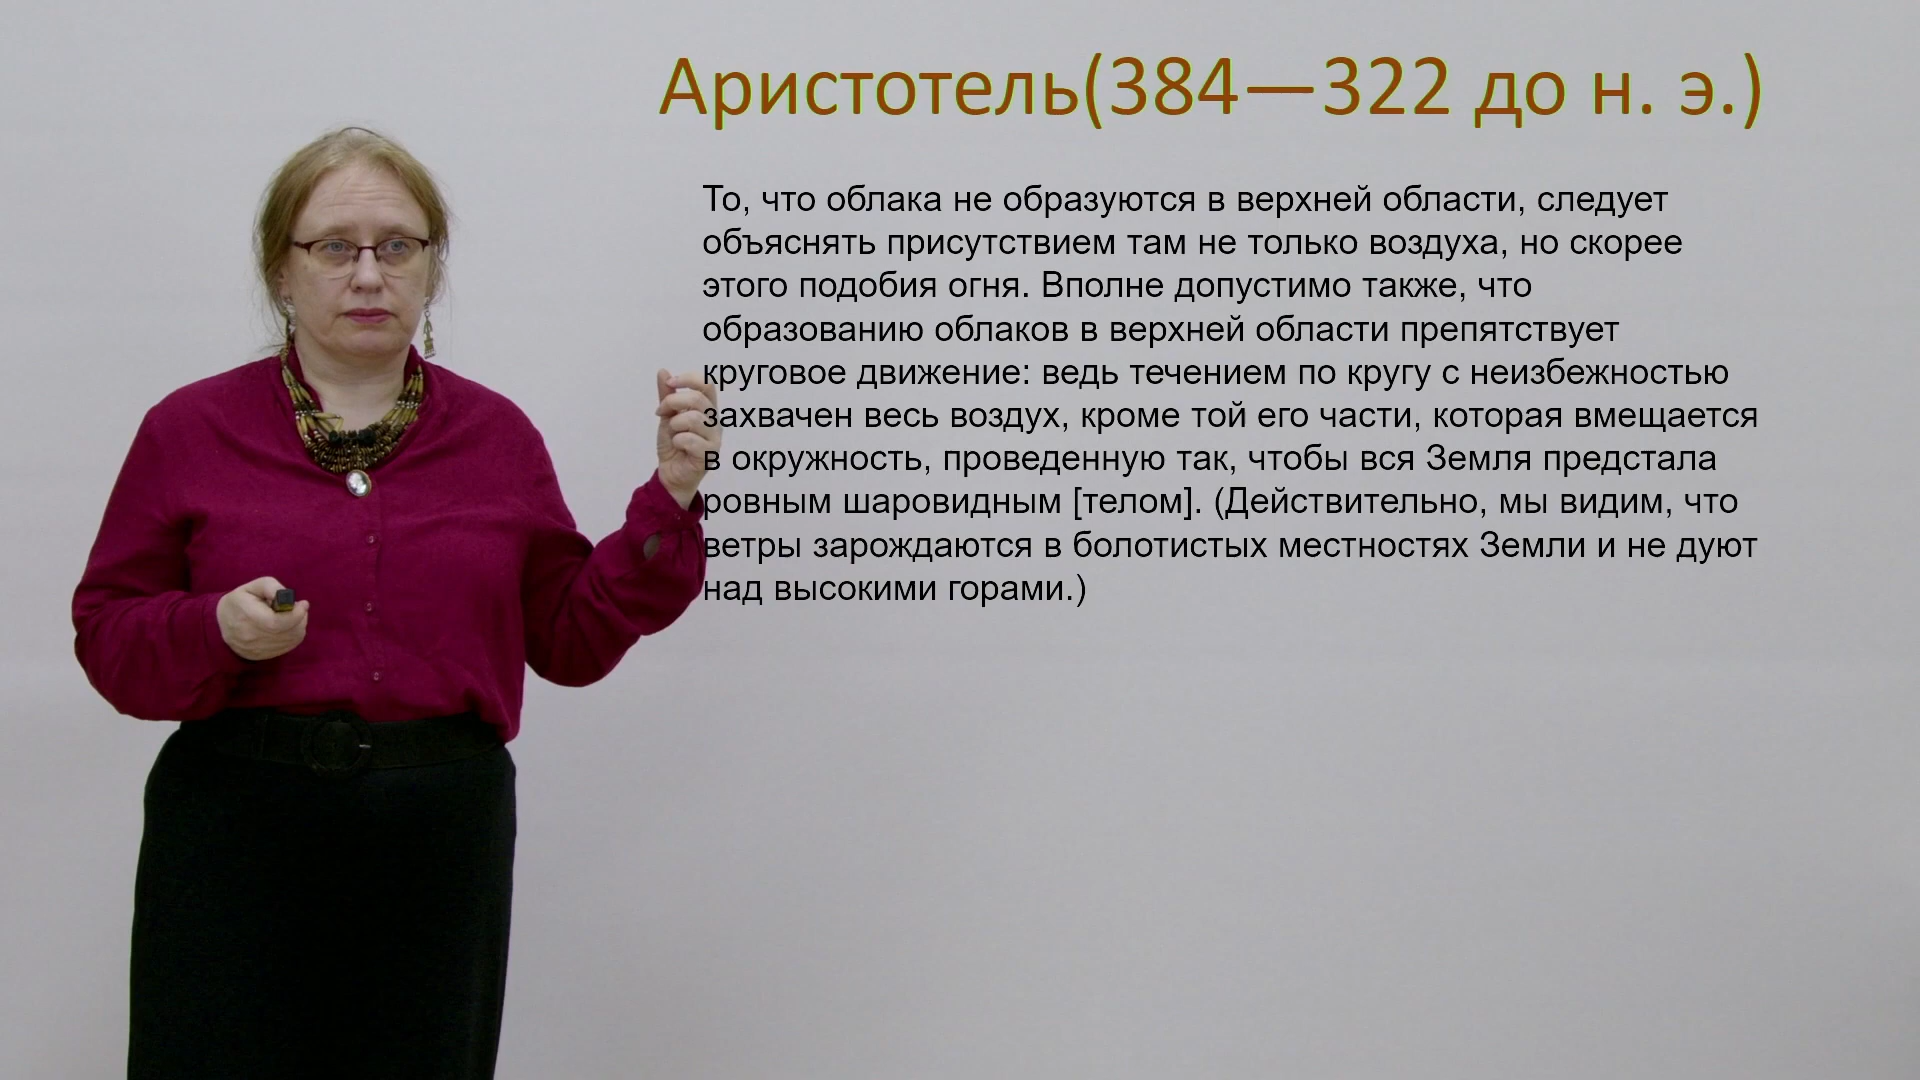 Аристотель(384—322 до н. э.)
То, что облака не образуются в верхней области, следует
объяснять присутствием там не только воздуха, но скорее
этого подобия огня. Вполне допустимо также, что
образованию облаков в верхней области препятствует
круговое движение: ведь течением по кругу с неизбежностью
захвачен весь воздух, кроме той его части, которая вмещается
в окружность, проведенную так, чтобы вся Земля предстала
ровным шаровидным [телом]. (Действительно, мы видим, что
ветры зарождаются в болотистых местностях Земли и не дуют
над высокими горами.)